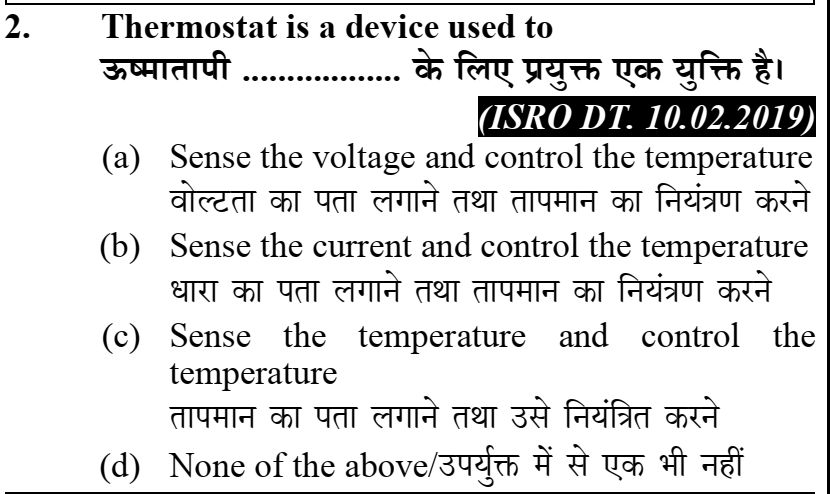 2. Thermostat is a device used to
ऊष्मातापी .................. के लिए प्रयुक्त एक युक्ति है।
(ISRO DT. 10.02.2019)
(a) Sense the voltage and control the temperature
वोल्टता का पता लगाने तथा तापमान का नियंत्रण करने
(b) Sense the current and control the temperature
धारा का पता लगाने तथा तापमान का नियंत्रण करने
(c) Sense the temperature and control the
temperature
तापमान का पता लगाने तथा उसे नियंत्रित करने
(d) None of the above/उपर्युक्त में से एक भी नहीं